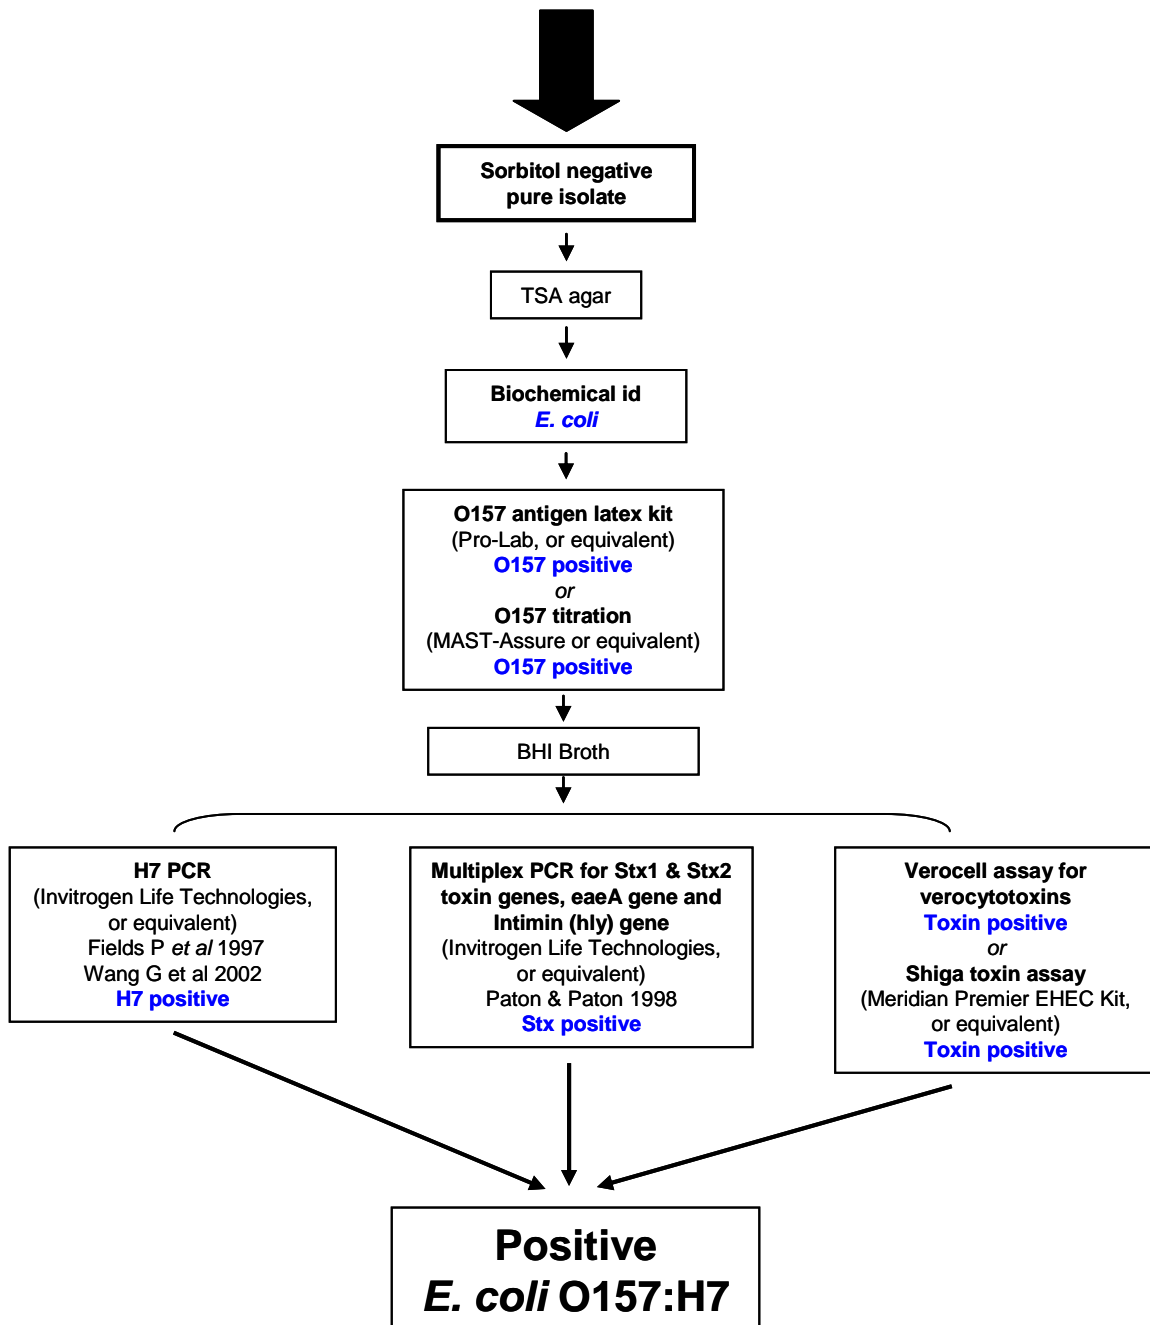 Sorbitol negative
pure isolate
TSA agar
Biochemical id
E. coli
O157 antigen latex kit
(Pro-Lab, or equivalent)
O157 positive
or
O157 titration
(MAST-Assure or equivalent)
O157 positive
BHI Broth
H7 PCR
(Invitrogen Life Technologies,
or equivalent)
Fields P et al 1997
Wang G et al 2002
H7 positive
Multiplex PCR for Stx1 & Stx2
toxin genes, eaeA gene and
Intimin (hly) gene
(Invitrogen Life Technologies,
or equivalent)
Paton & Paton 1998
Stx positive
Verocell assay for
verocytotoxins
Toxin positive
or
Shiga toxin assay
(Meridian Premier EHEC Kit,
or equivalent)
Toxin positive
Positive
E. coli O157:H7